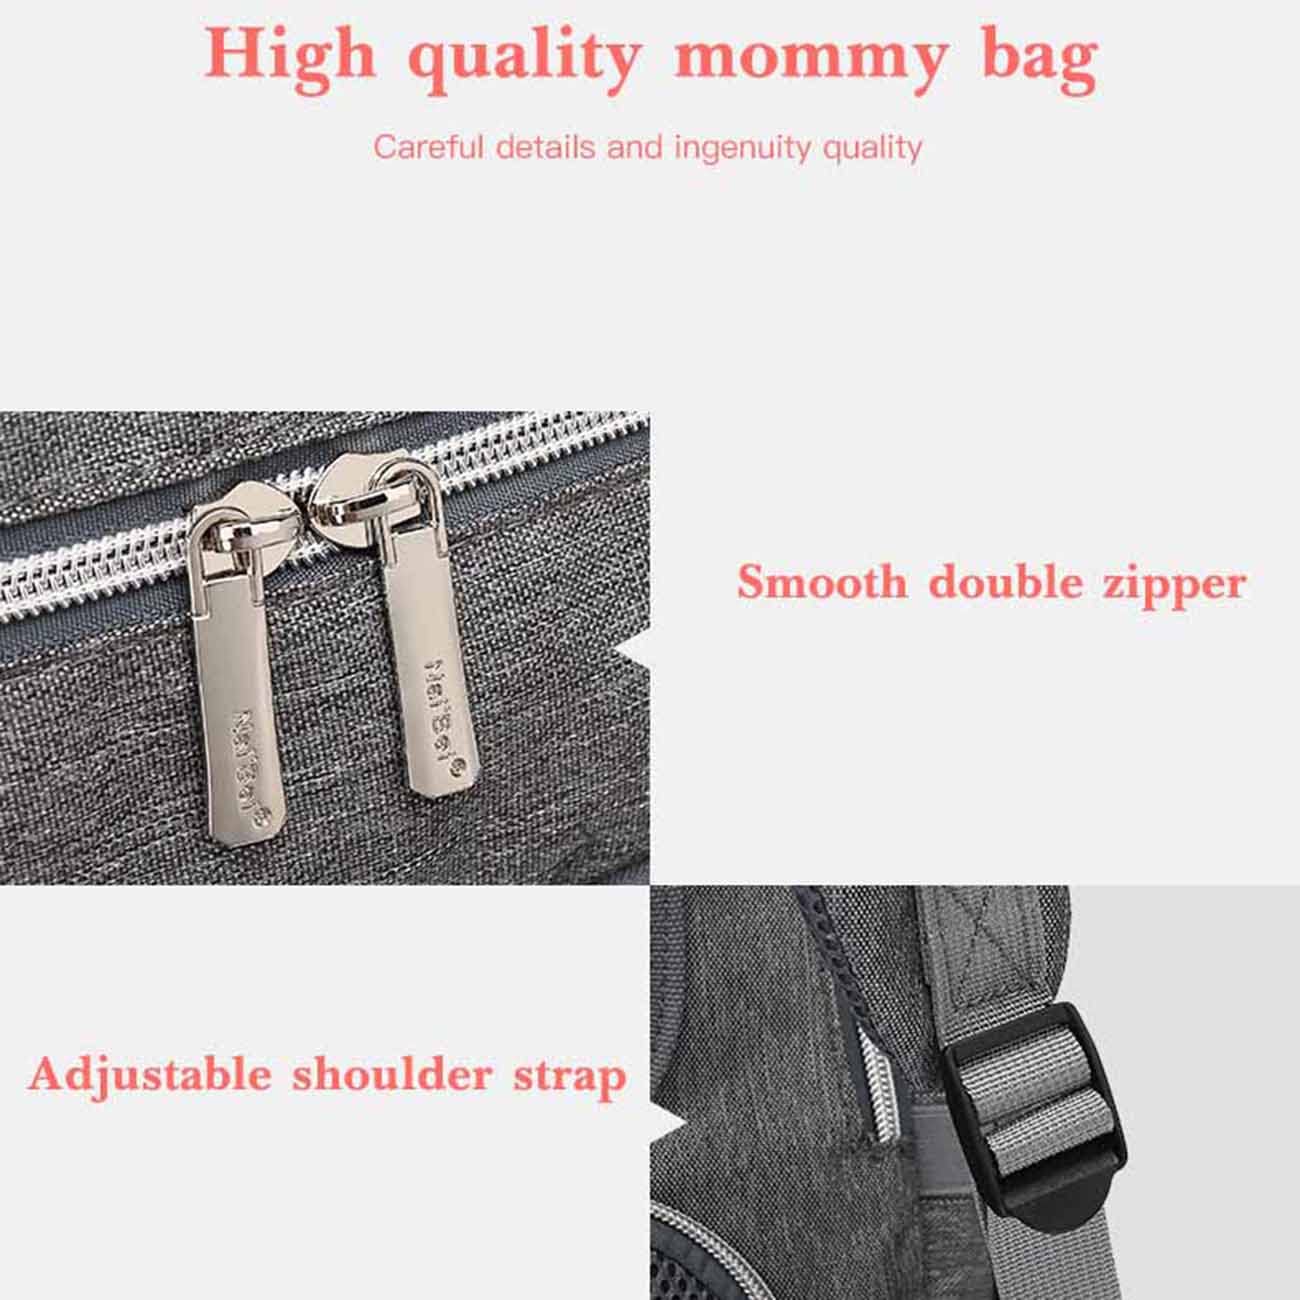 High quality mommy bag
Careful details and ingenuity quality
Smooth double zipper
Adjustable shoulder strap